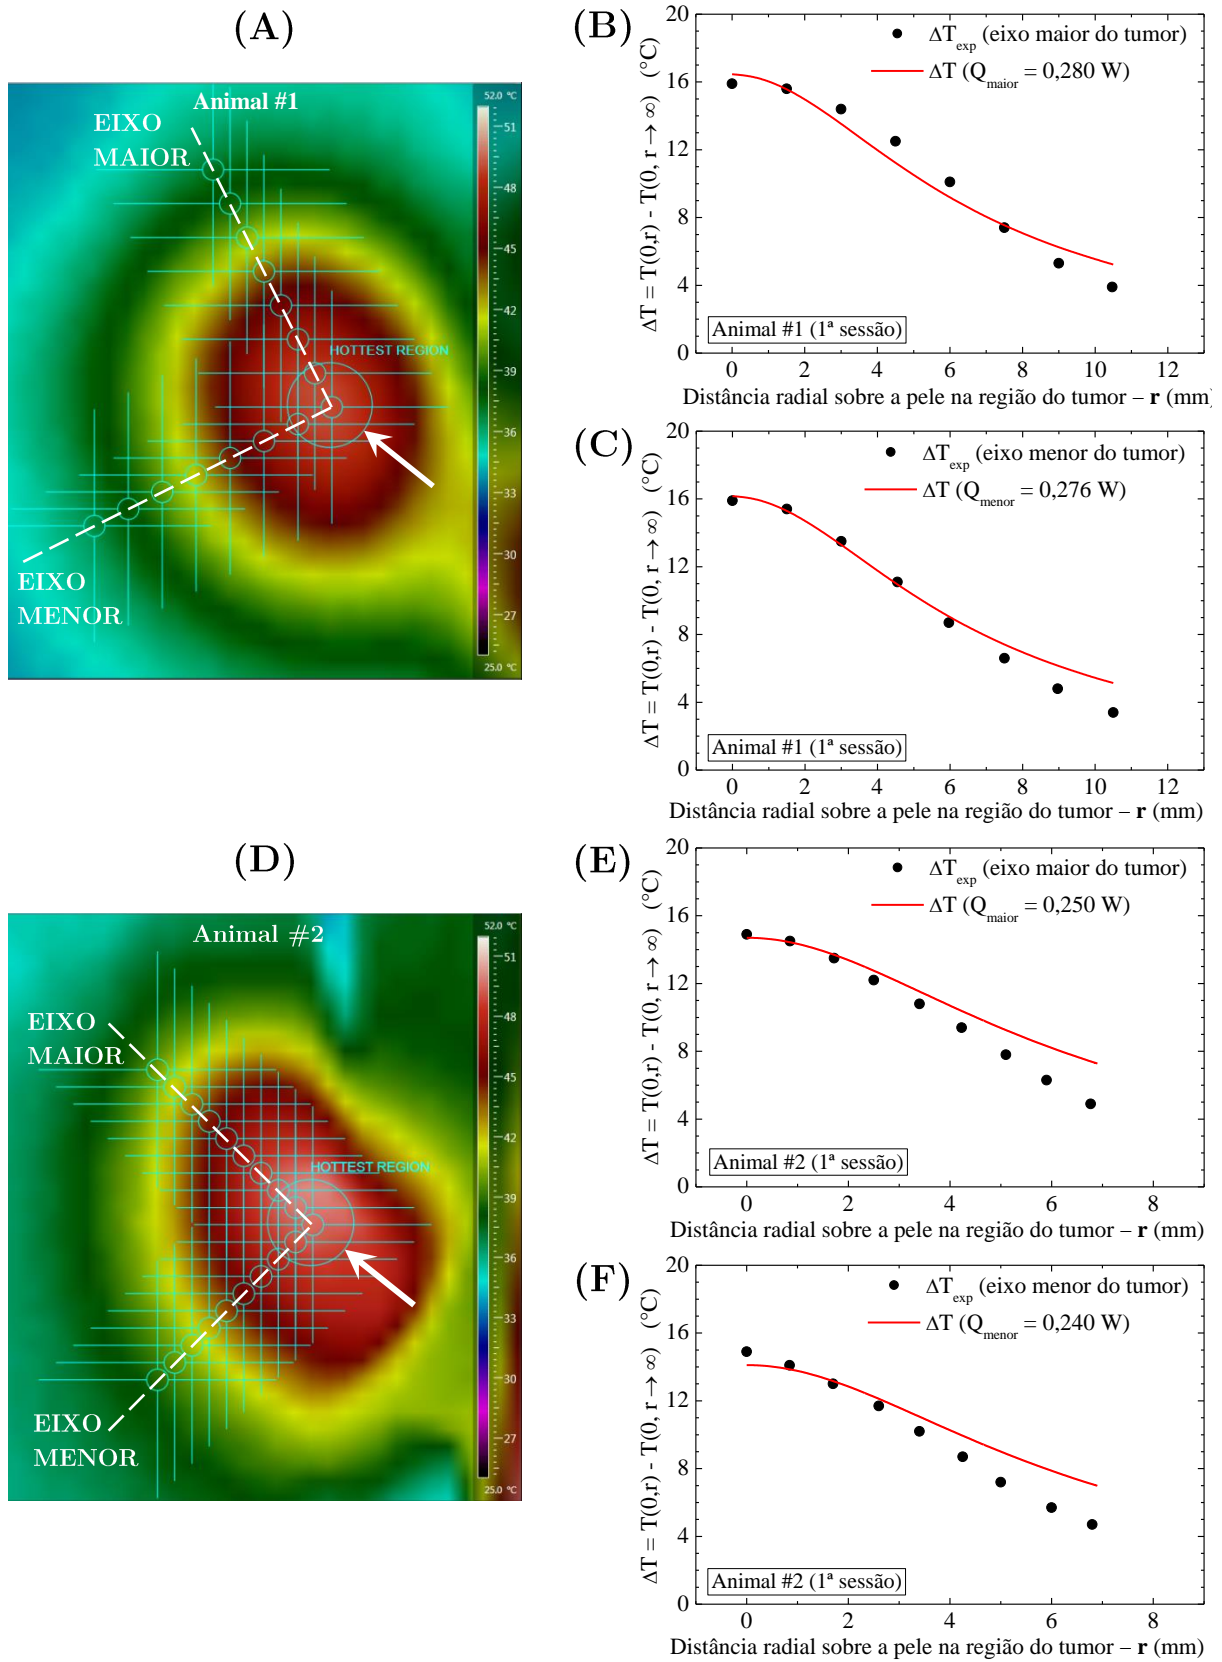 (A)
Animal #1
EIXO
MAIOR
HOTTEST REGION
EIXO
MENOR
52.0 °C
51
48
45
42
39
36
33
30
27
25.0 °C
(B)
ΔT = T(0,r) - T(0, r → ∞) (°C)
20
16
12
8
4
0
ΔT_exp (eixo maior do tumor)
ΔT (Q_maior = 0,280 W)
Animal #1 (1ª sessão)
0 2 4 6 8 10 12
Distância radial sobre a pele na região do tumor – r (mm)
(C)
ΔT = T(0,r) - T(0, r → ∞) (°C)
20
16
12
8
4
0
ΔT_exp (eixo menor do tumor)
ΔT (Q_menor = 0,276 W)
Animal #1 (1ª sessão)
0 2 4 6 8 10 12
Distância radial sobre a pele na região do tumor – r (mm)
(D)
Animal #2
EIXO
MAIOR
HOTTEST REGION
EIXO
MENOR
52.0 °C
51
48
45
42
39
36
33
30
27
25.0 °C
(E)
ΔT = T(0,r) - T(0, r → ∞) (°C)
20
16
12
8
4
0
ΔT_exp (eixo maior do tumor)
ΔT (Q_maior = 0,250 W)
Animal #2 (1ª sessão)
0 2 4 6 8
Distância radial sobre a pele na região do tumor – r (mm)
(F)
ΔT = T(0,r) - T(0, r → ∞) (°C)
20
16
12
8
4
0
ΔT_exp (eixo menor do tumor)
ΔT (Q_menor = 0,240 W)
Animal #2 (1ª sessão)
0 2 4 6 8
Distância radial sobre a pele na região do tumor – r (mm)